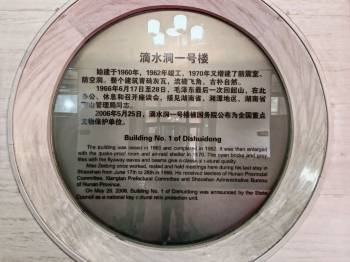 滴水洞一号楼
始建于1960年，1962年竣工，1970年又增建了防震室、
防空洞。整个建筑青砖灰瓦，流檐飞角，古朴自然。
1966年6月17日至28日，毛泽东最后一次回韶山，在此
办公、休息和召开座谈会，接见湖南省、湘潭地区、湖南省
韶山管理局同志。
2006年5月25日，滴水洞一号楼被国务院公布为全国重点
文物保护单位。
Building No. 1 of Dishuidong
The building was raised in 1960 and completed in 1962. It was then enlarged
with the quake-proof room and air-raid shelter in 1970. The cyan bricks and grey
tiles with the flyaway eaves and beams give a classical natural quality.
Mao Zedong once worked, rested and held meetings here during his last stay in
Shaoshan from June 17th to 28th in 1966. He received leaders of Hunan Provincial
Committee, Xiangtan Prefectural Committee and Shaoshan Administrative Bureau
of Hunan Province.
On May 25, 2006, Building No. 1 of Dishuidong was announced by the State
Council as a national key cultural relic protection unit.